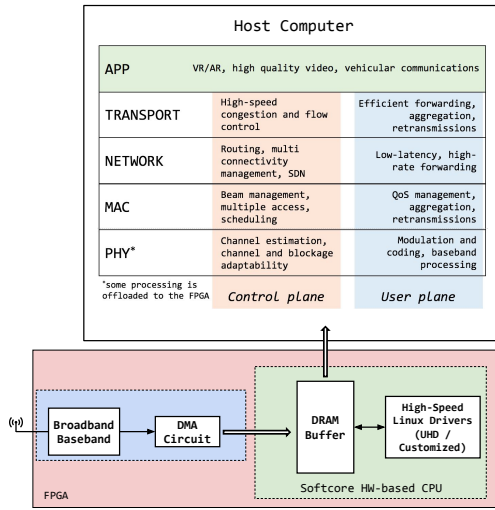 Host Computer
APP
VR/AR, high quality video, vehicular communications
TRANSPORT
High-speed
congestion and flow
control
Efficient forwarding,
aggregation,
retransmissions
NETWORK
Routing, multi
connectivity
management, SDN
Low-latency, high-
rate forwarding
MAC
Beam management,
multiple access,
scheduling
QoS management,
aggregation,
retransmissions
PHY*
Channel estimation,
channel and blockage
adaptability
Modulation and
coding, baseband
processing
*some processing is
offloaded to the FPGA
Control plane
User plane
Broadband
Baseband
DMA
Circuit
DRAM
Buffer
High-Speed
Linux Drivers
(UHD /
Customized)
Softcore HW-based CPU
FPGA